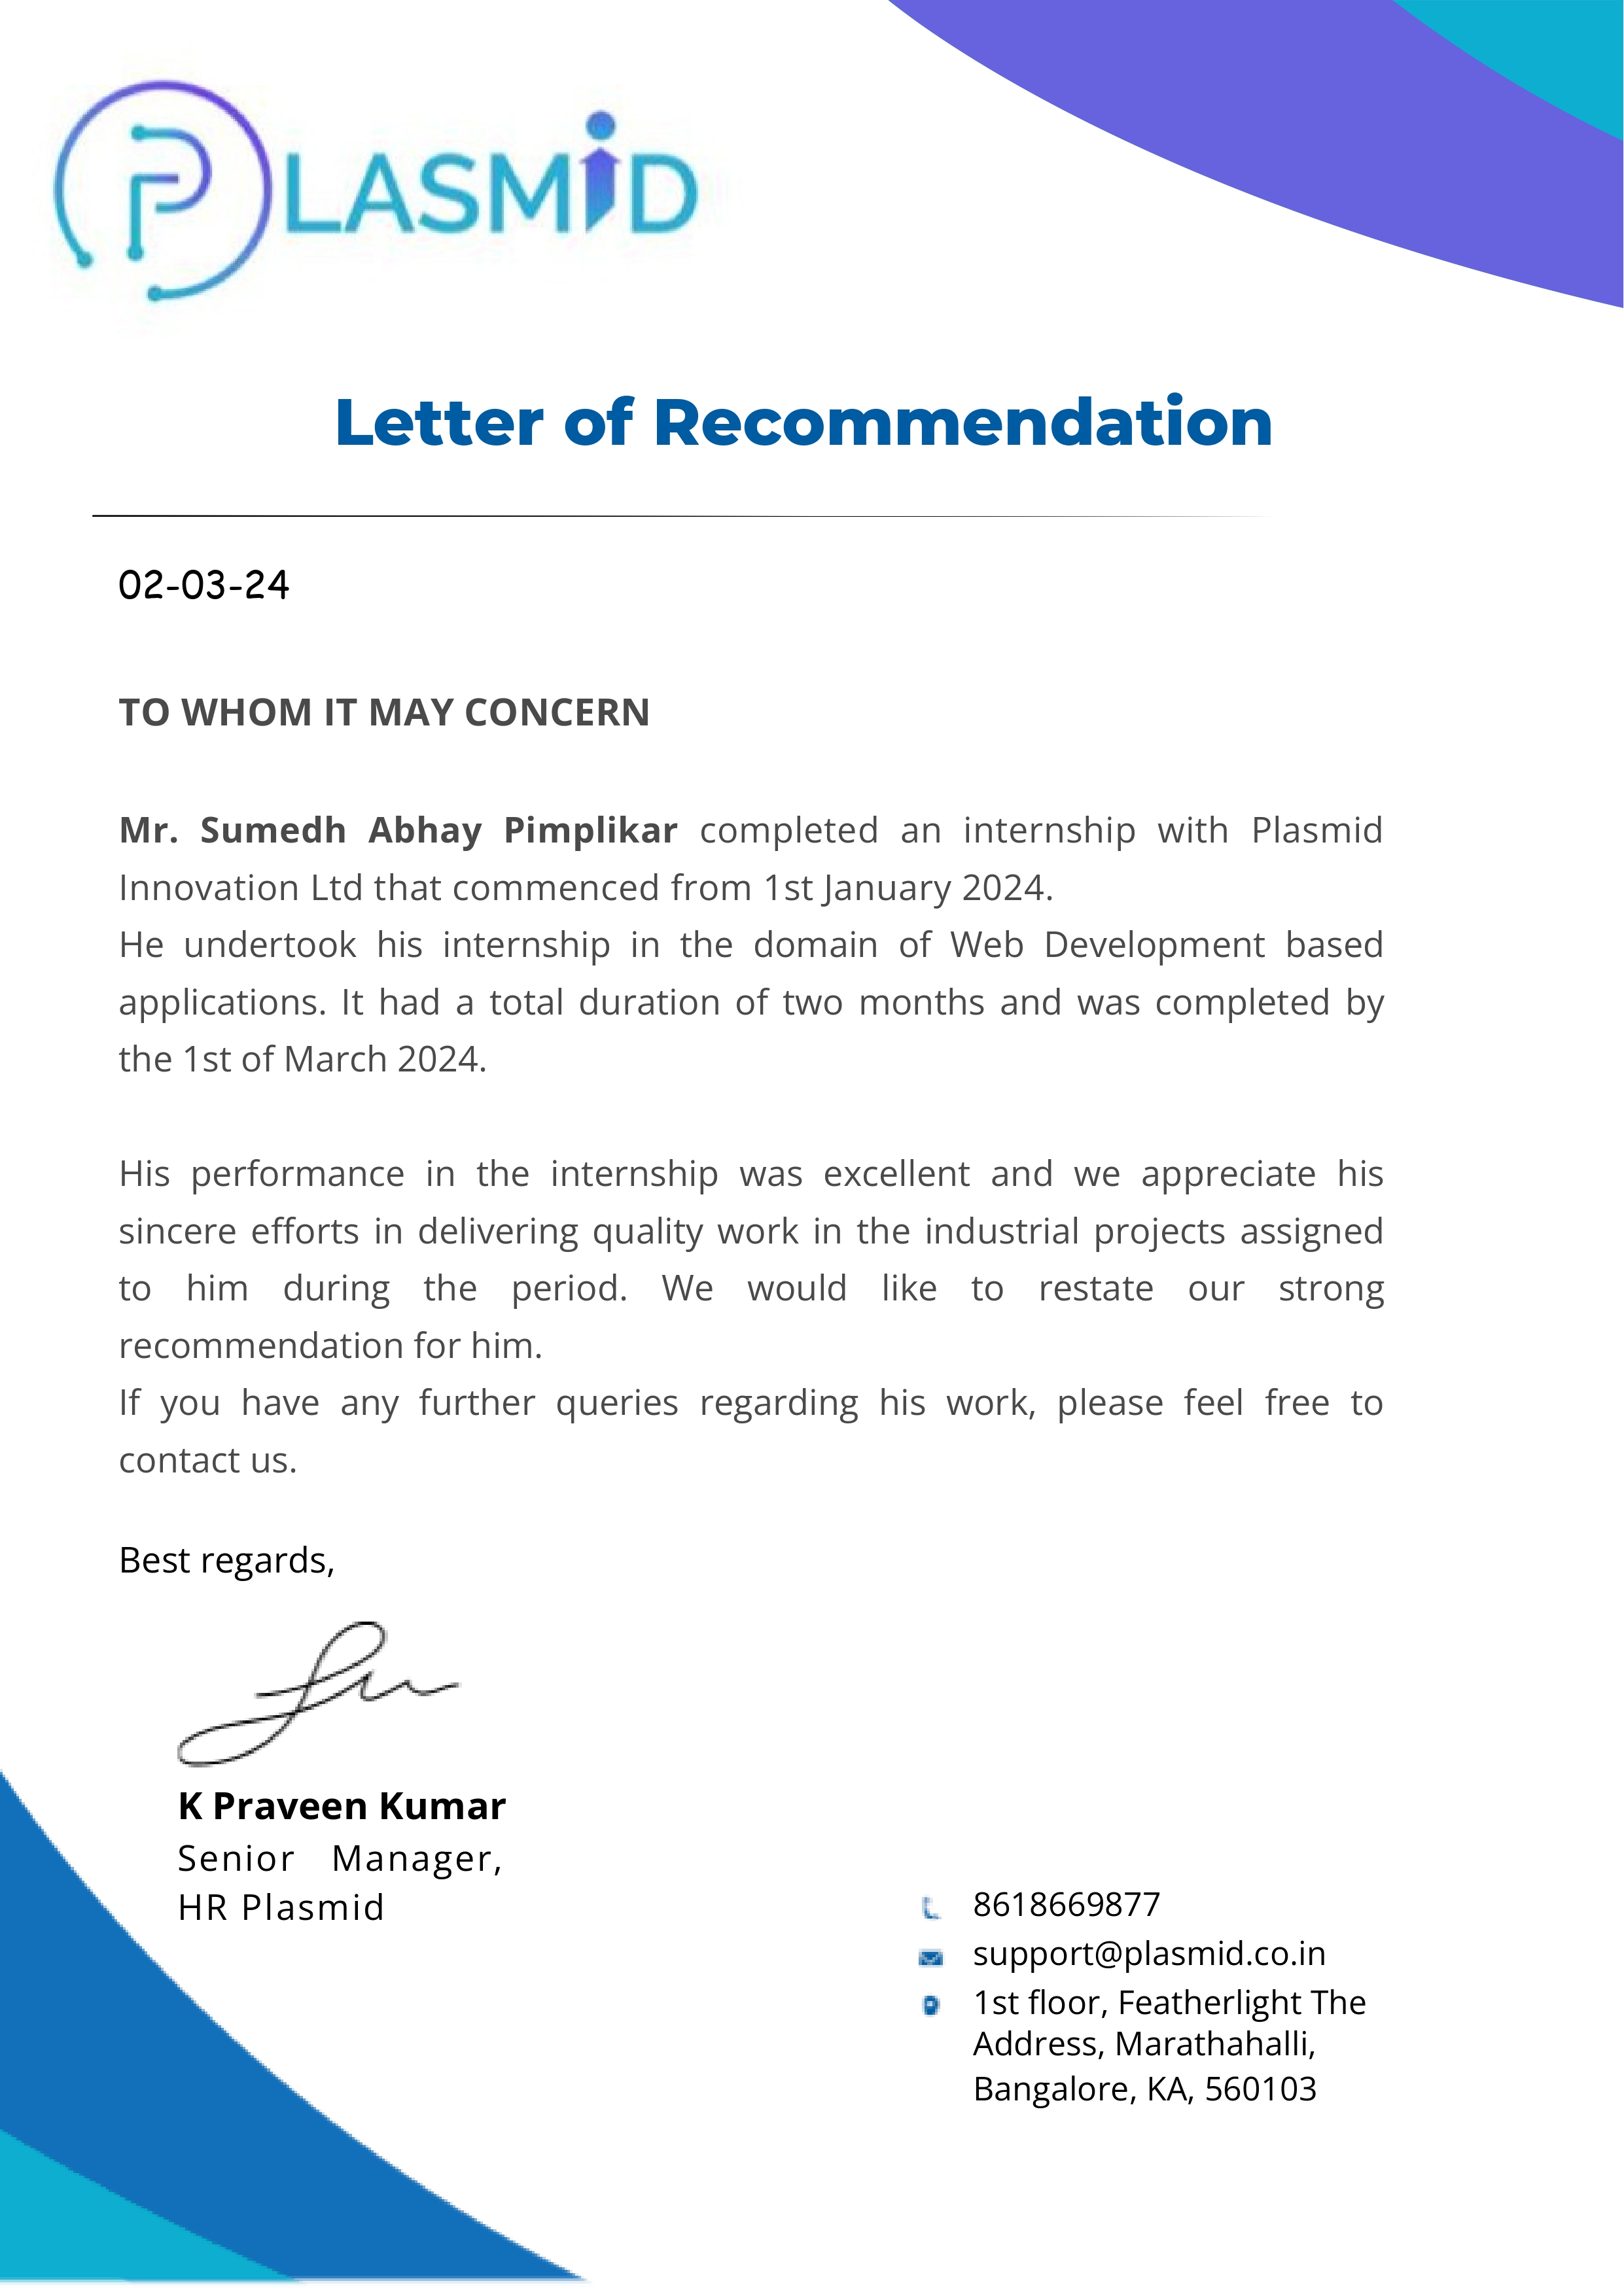 PLASMiD
Letter of Recommendation
02-03-24
TO WHOM IT MAY CONCERN
Mr. Sumedh Abhay Pimplikar completed an internship with Plasmid
Innovation Ltd that commenced from 1st January 2024.
He undertook his internship in the domain of Web Development based
applications. It had a total duration of two months and was completed by
the 1st of March 2024.
His performance in the internship was excellent and we appreciate his
sincere efforts in delivering quality work in the industrial projects assigned
to him during the period. We would like to restate our strong
recommendation for him.
If you have any further queries regarding his work, please feel free to
contact us.
Best regards,
K Praveen Kumar
Senior Manager,
HR Plasmid
8618669877
support@plasmid.co.in
1st floor, Featherlight The
Address, Marathahalli,
Bangalore, KA, 560103